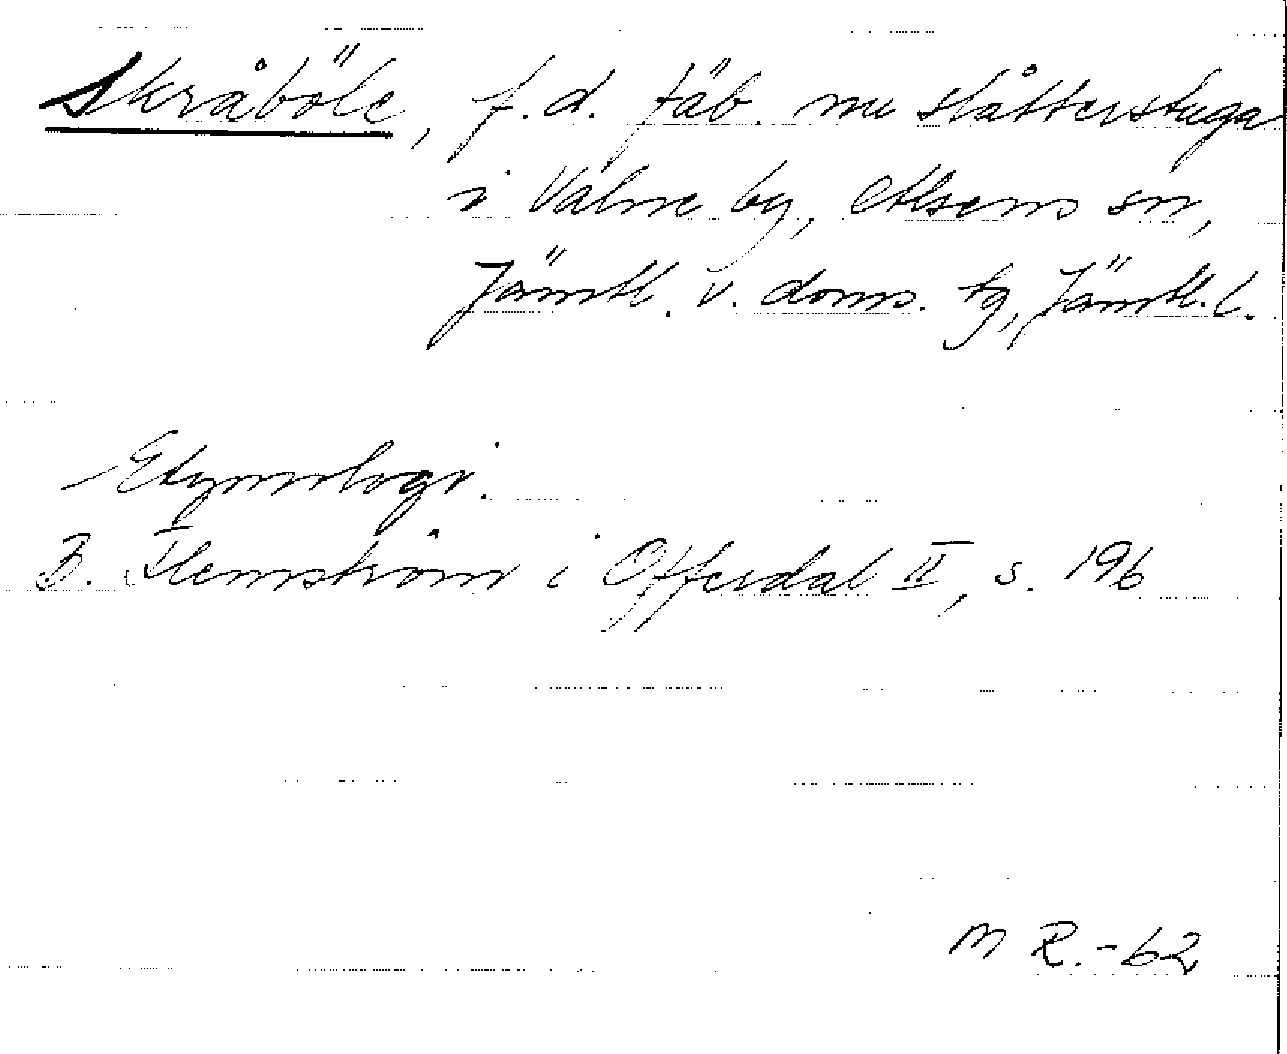 Skråböle, f.d. fäb. nu slåtterstuga
i Valne by, Alsens sn,
Jämtl. v. doms. tg, Jämtl. l.
Etymologi.
B. Flemström i Offerdal II, s. 196
M R.-62